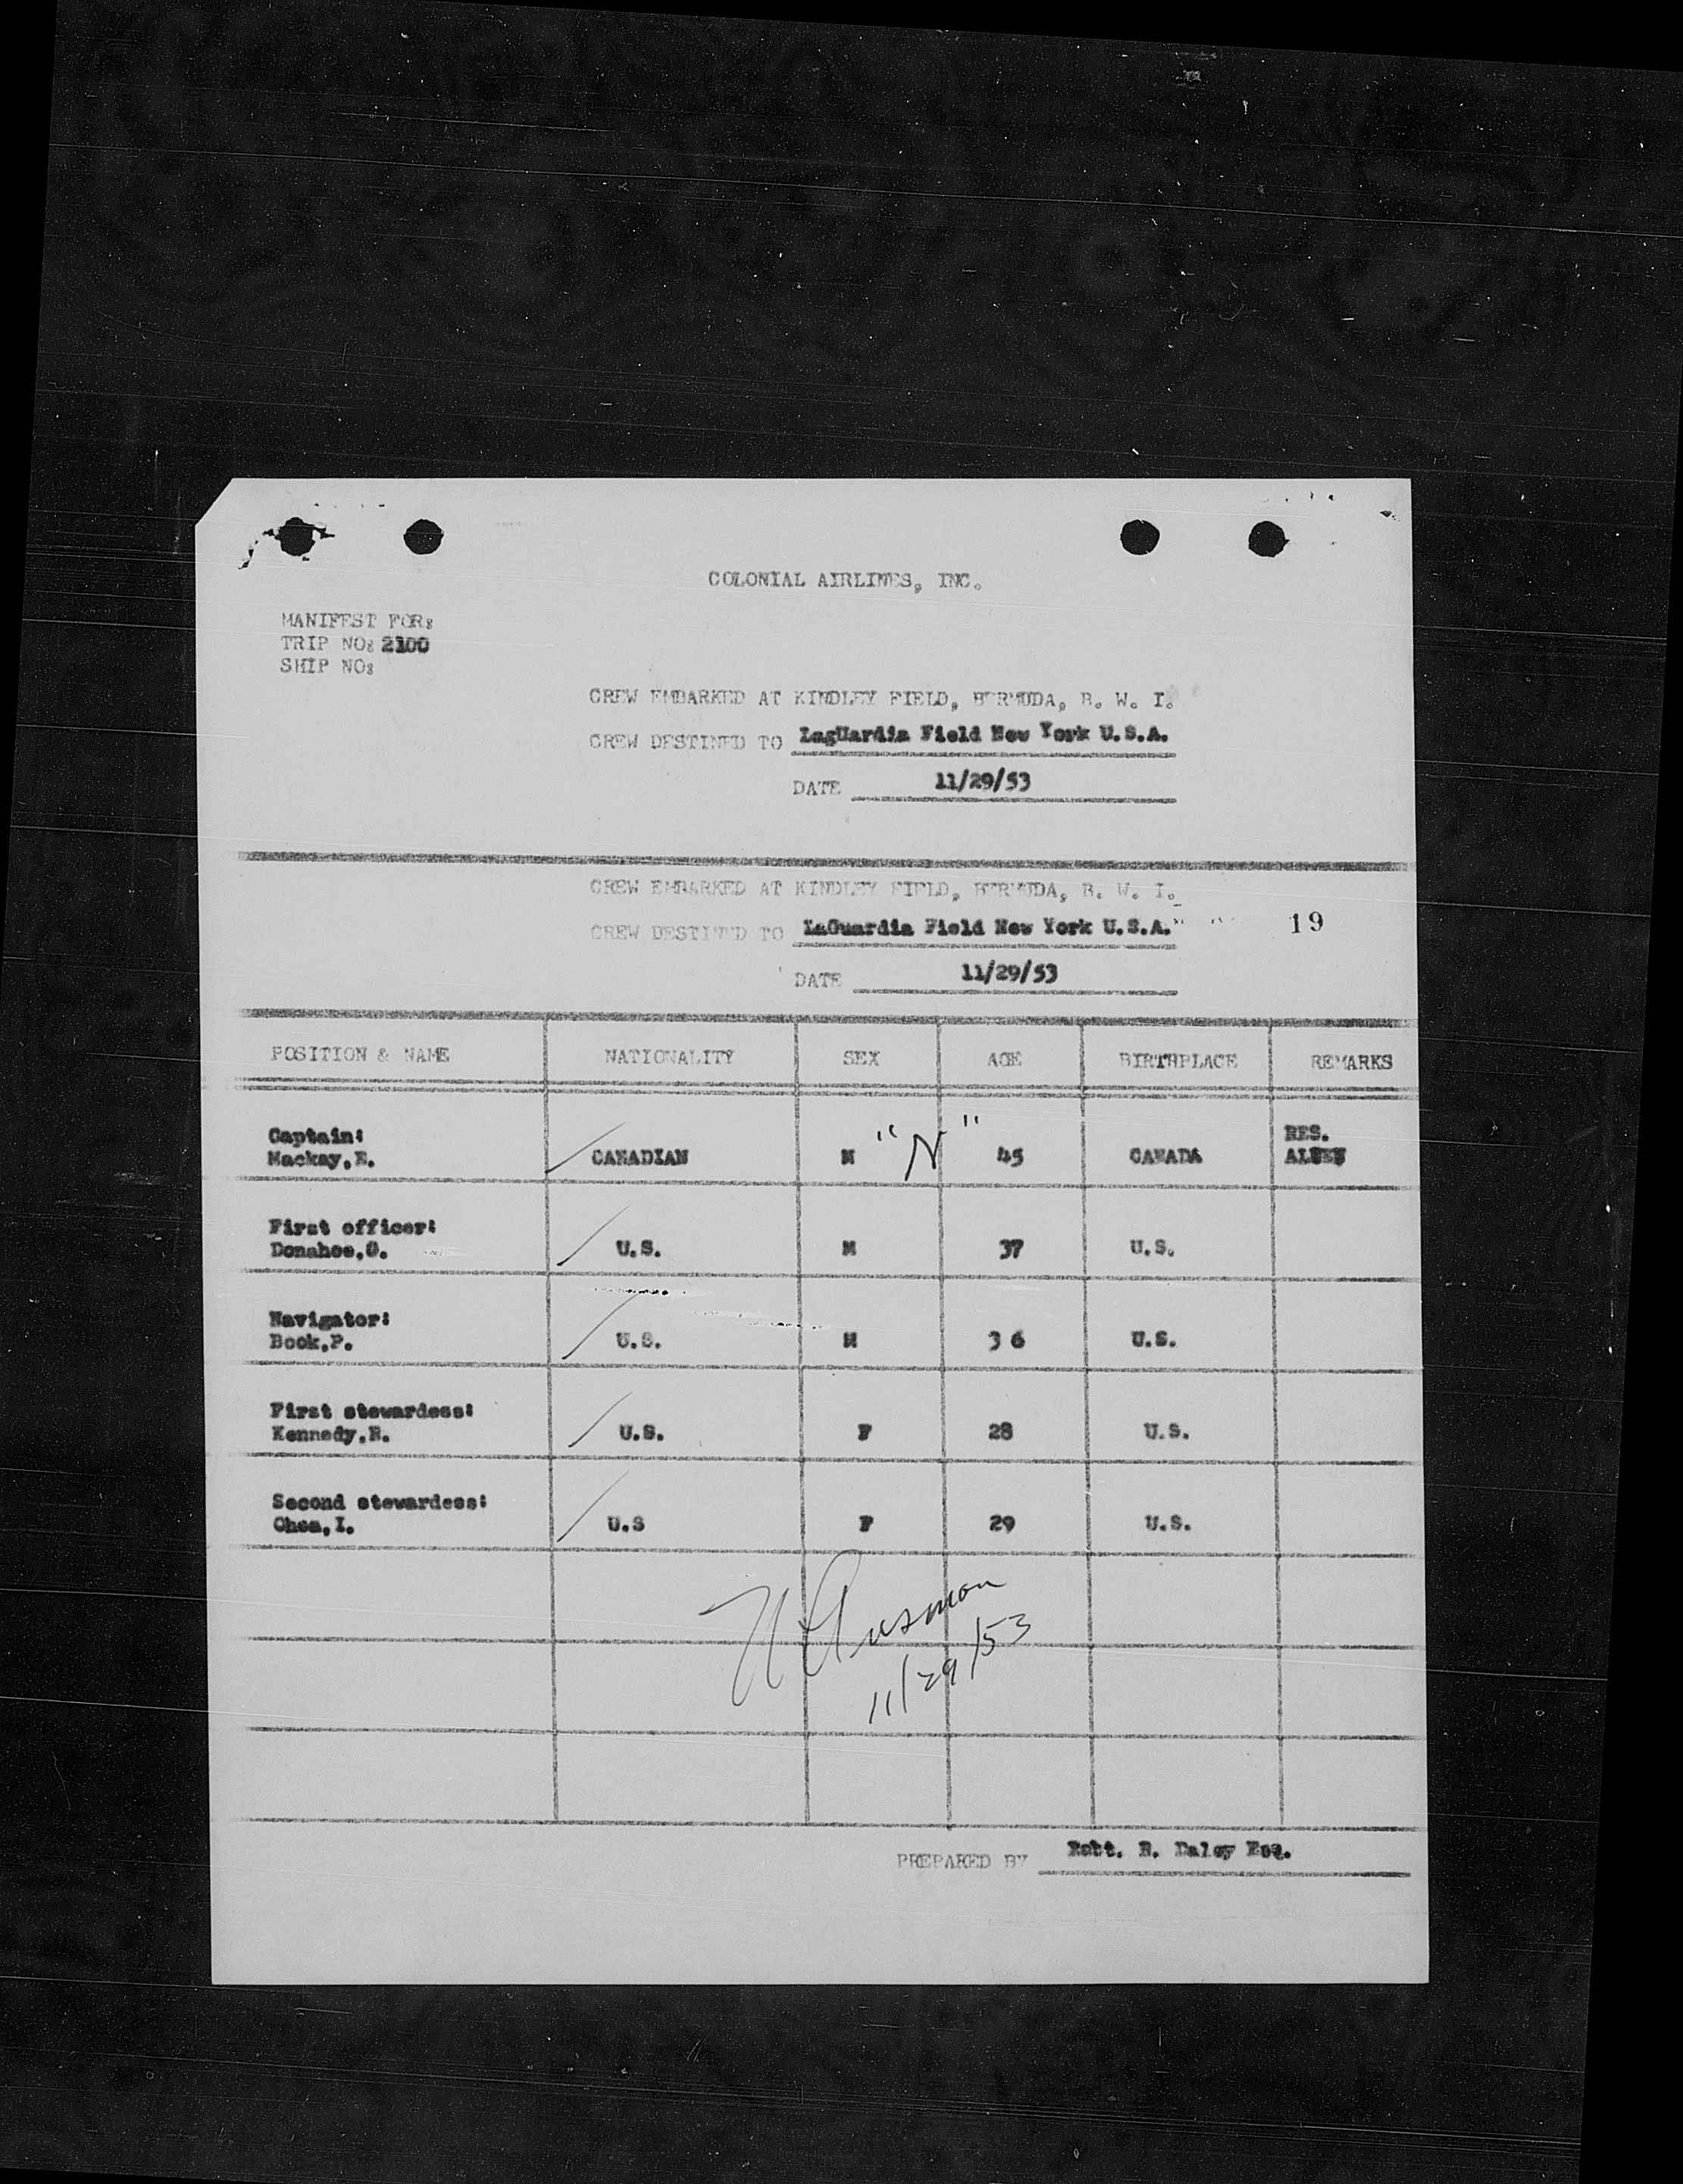 COLONIAL AIRLINES, INC.
MANIFEST FOR:
TRIP NO: 2100
SHIP NO:
CREW EMBARKED AT KINDLEY FIELD, BERMUDA, B. W. I.
CREW DESTINED TO LagUardia Field New York U.S.A.
DATE 11/29/53
CREW EMBARKED AT KINDLEY FIELD, BERMUDA, B. W. I.
CREW DESTINED TO LaGuardia Field New York U.S.A. 19
DATE 11/29/53
POSITION & NAME NATIONALITY SEX AGE BIRTHPLACE REMARKS
Captain: RES.
Mackay,E. CANADIAN M "N" 45 CANADA ALIEN
First officer:
Donahoe,O. U.S. M 37 U.S.
Navigator:
Book,P. U.S. M 36 U.S.
First stewardess:
Kennedy,R. U.S. F 28 U.S.
Second stewardess:
I. U.S F 29 U.S.
11/29/53
PREPARED BY Robt. R. Daley Esq.